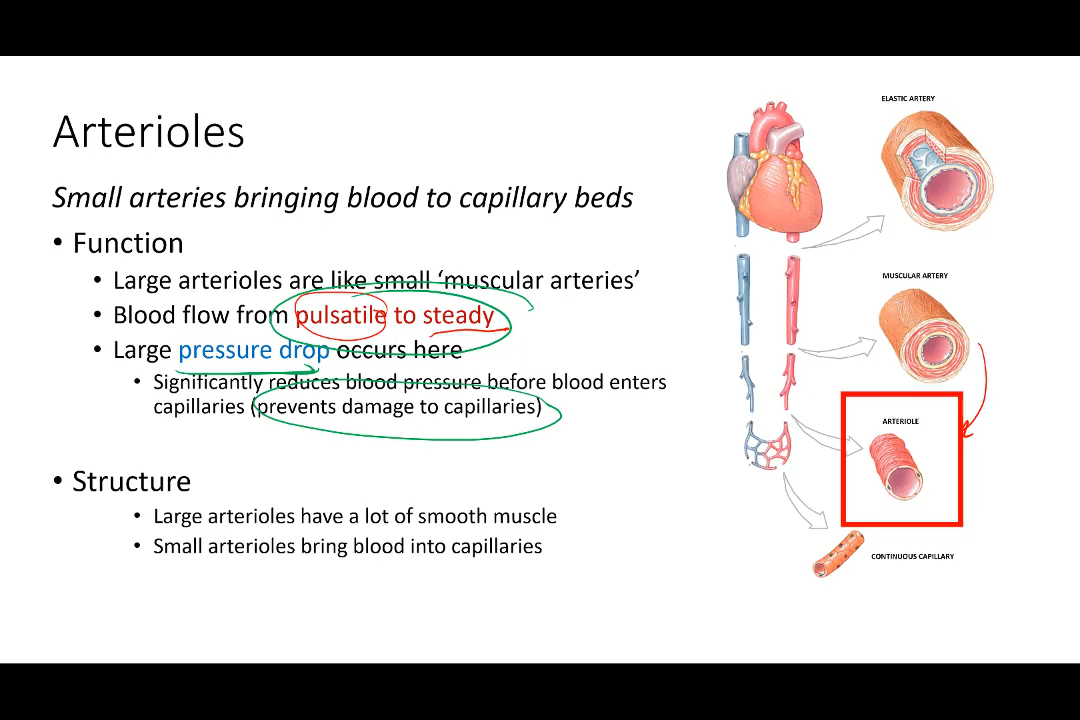 Arterioles
Small arteries bringing blood to capillary beds
• Function
• Large arterioles are like small ‘muscular arteries’
• Blood flow from pulsatile to steady
• Large pressure drop occurs here
• Significantly reduces blood pressure before blood enters
capillaries (prevents damage to capillaries)
• Structure
• Large arterioles have a lot of smooth muscle
• Small arterioles bring blood into capillaries
ELASTIC ARTERY
MUSCULAR ARTERY
ARTERIOLE
CONTINUOUS CAPILLARY